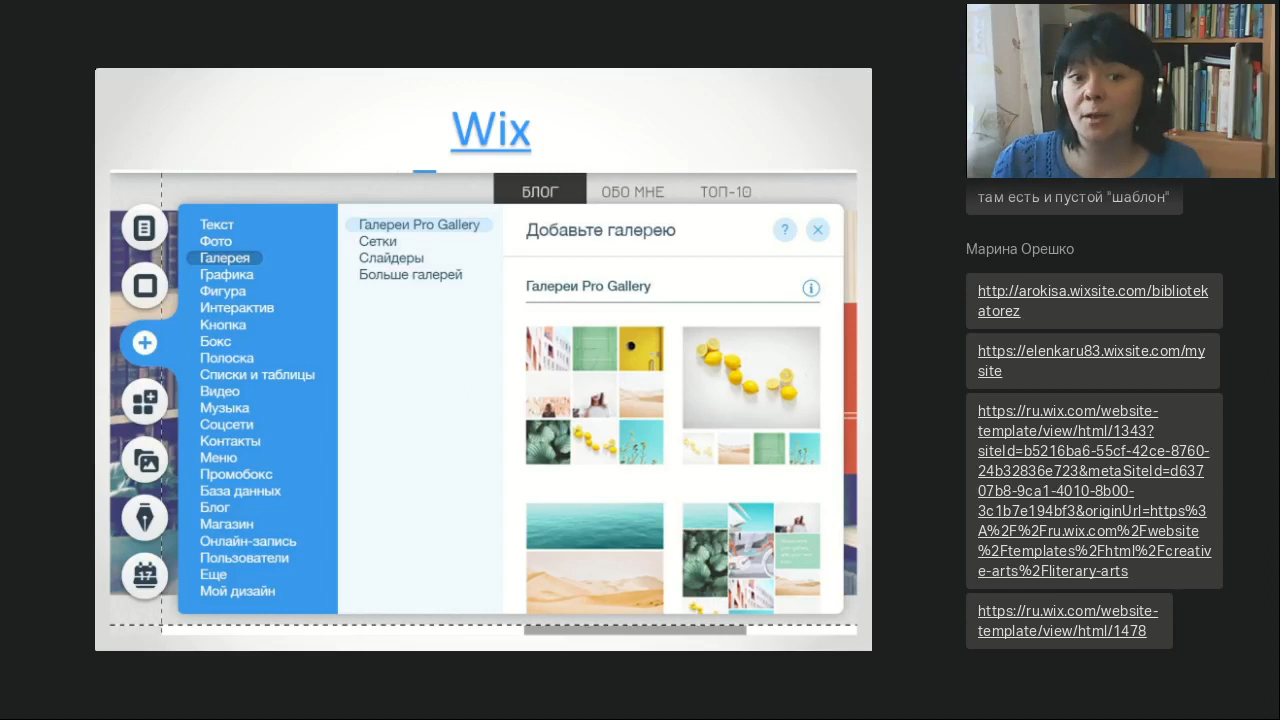 Wix
БЛОГ
ОБО МНЕ
ТОП-10
Текст
Фото
Галерея
Графика
Фигура
Интерактив
Кнопка
Бокс
Полоска
Списки и таблицы
Видео
Музыка
Соцсети
Контакты
Меню
Промобокс
База данных
Блог
Магазин
Онлайн-запись
Пользователи
Еще
Мой дизайн
17
Галереи Pro Gallery
Сетки
Слайдеры
Больше галерей
Добавьте галерею
?
Галереи Pro Gallery
там есть и пустой "шаблон"
Марина Орешко
http://arokisa.wixsite.com/bibliotek
atorez
https://elenkaru83.wixsite.com/my
site
https://ru.wix.com/website-
template/view/html/1343?
siteId=b5216ba6-55cf-42ce-8760-
24b32836e723&metaSiteId=d637
07b8-9ca1-4010-8b00-
3c1b7e194bf3&originUrl=https%3
A%2F%2Fru.wix.com%2Fwebsite
%2Ftemplates%2Fhtml%2Fcreativ
e-arts%2Fliterary-arts
https://ru.wix.com/website-
template/view/html/1478